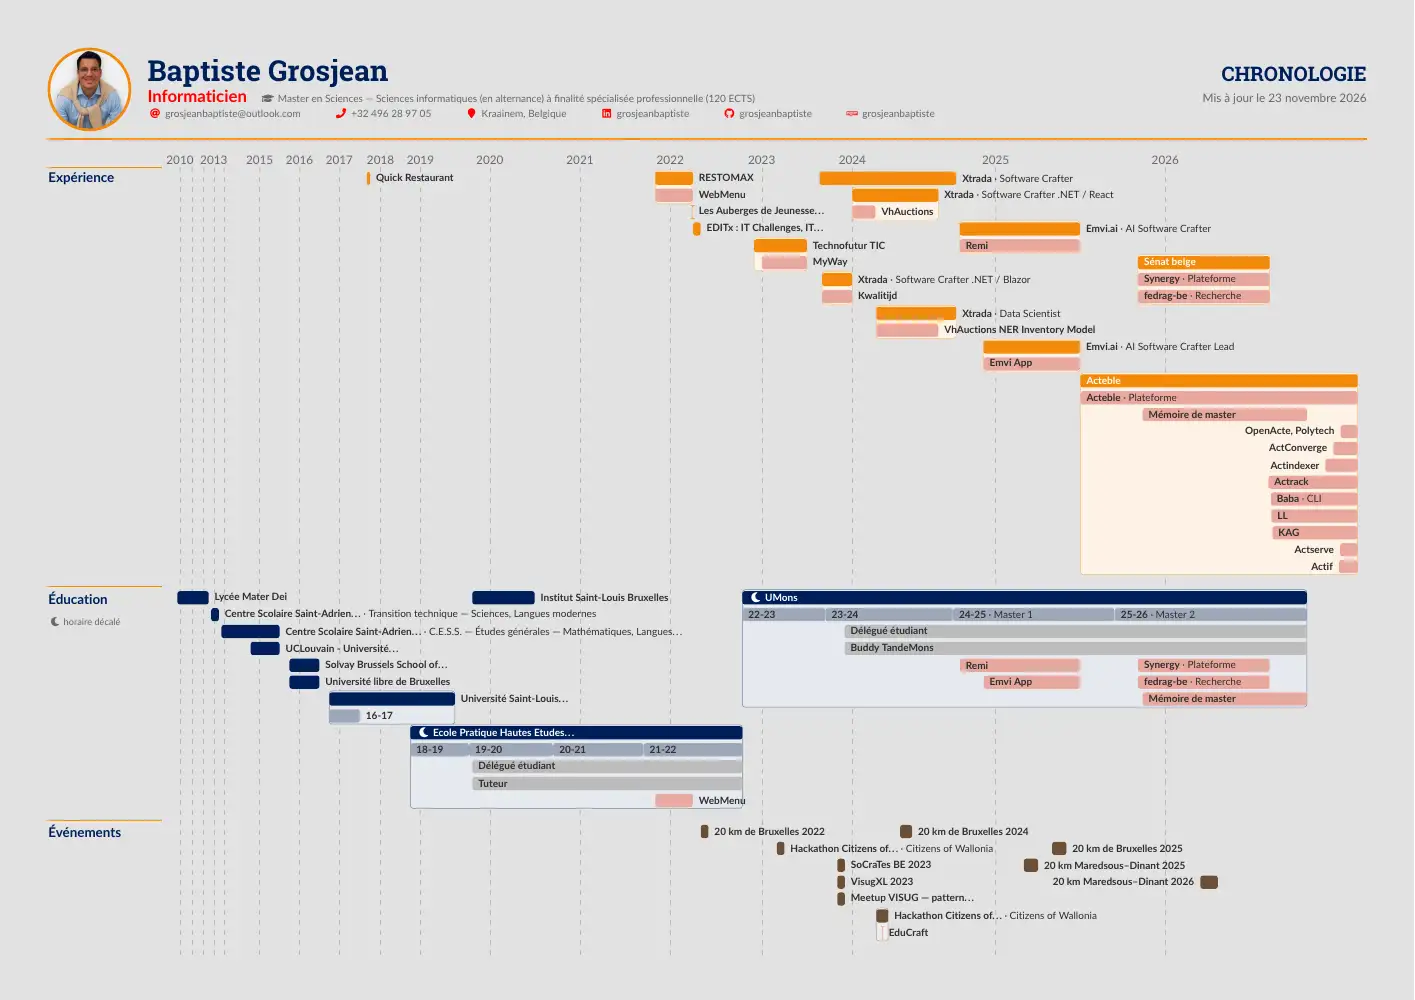 Baptiste Grosjean
CHRONOLOGIE
Informaticien Master en Sciences — Sciences informatiques (en alternance) à finalité spécialisée professionnelle (120 ECTS)
Mis à jour le 23 novembre 2026
grosjeanbaptiste@outlook.com +32 496 28 97 05 Kraainem, Belgique grosjeanbaptiste grosjeanbaptiste grosjeanbaptiste
2010 2013 2015 2016 2017 2018 2019 2020 2021 2022 2023 2024 2025 2026
Expérience
Quick Restaurant
RESTOMAX
Xtrada · Software Crafter
WebMenu
Xtrada · Software Crafter .NET / React
Les Auberges de Jeunesse…
VhAuctions
EDITx : IT Challenges, IT…
Emvi.ai · AI Software Crafter
Technofutur TIC
Remi
MyWay
Sénat belge
Xtrada · Software Crafter .NET / Blazor
Synergy · Plateforme
Kwalitijd
fedrag-be · Recherche
Xtrada · Data Scientist
VhAuctions NER Inventory Model
Emvi.ai · AI Software Crafter Lead
Emvi App
Acteble
Acteble · Plateforme
Mémoire de master
OpenActe, Polytech
ActConverge
Actindexer
Actrack
Baba · CLI
LL
KAG
Actserve
Actif
Éducation
horaire décalé
Lycée Mater Dei
Institut Saint-Louis Bruxelles
UMons
Centre Scolaire Saint-Adrien… · Transition technique — Sciences, Langues modernes
22-23 23-24 24-25 · Master 1 25-26 · Master 2
Centre Scolaire Saint-Adrien… · C.E.S.S. — Études générales — Mathématiques, Langues…
Délégué étudiant
UCLouvain - Université…
Buddy TandeMons
Solvay Brussels School of…
Remi
Synergy · Plateforme
Université libre de Bruxelles
Emvi App
fedrag-be · Recherche
Université Saint-Louis…
Mémoire de master
16-17
Ecole Pratique Hautes Etudes…
18-19 19-20 20-21 21-22
Délégué étudiant
Tuteur
WebMenu
Événements
20 km de Bruxelles 2022
20 km de Bruxelles 2024
Hackathon Citizens of… · Citizens of Wallonia
20 km de Bruxelles 2025
SoCraTes BE 2023
20 km Maredsous–Dinant 2025
VisugXL 2023
20 km Maredsous–Dinant 2026
Meetup VISUG — pattern…
Hackathon Citizens of… · Citizens of Wallonia
EduCraft